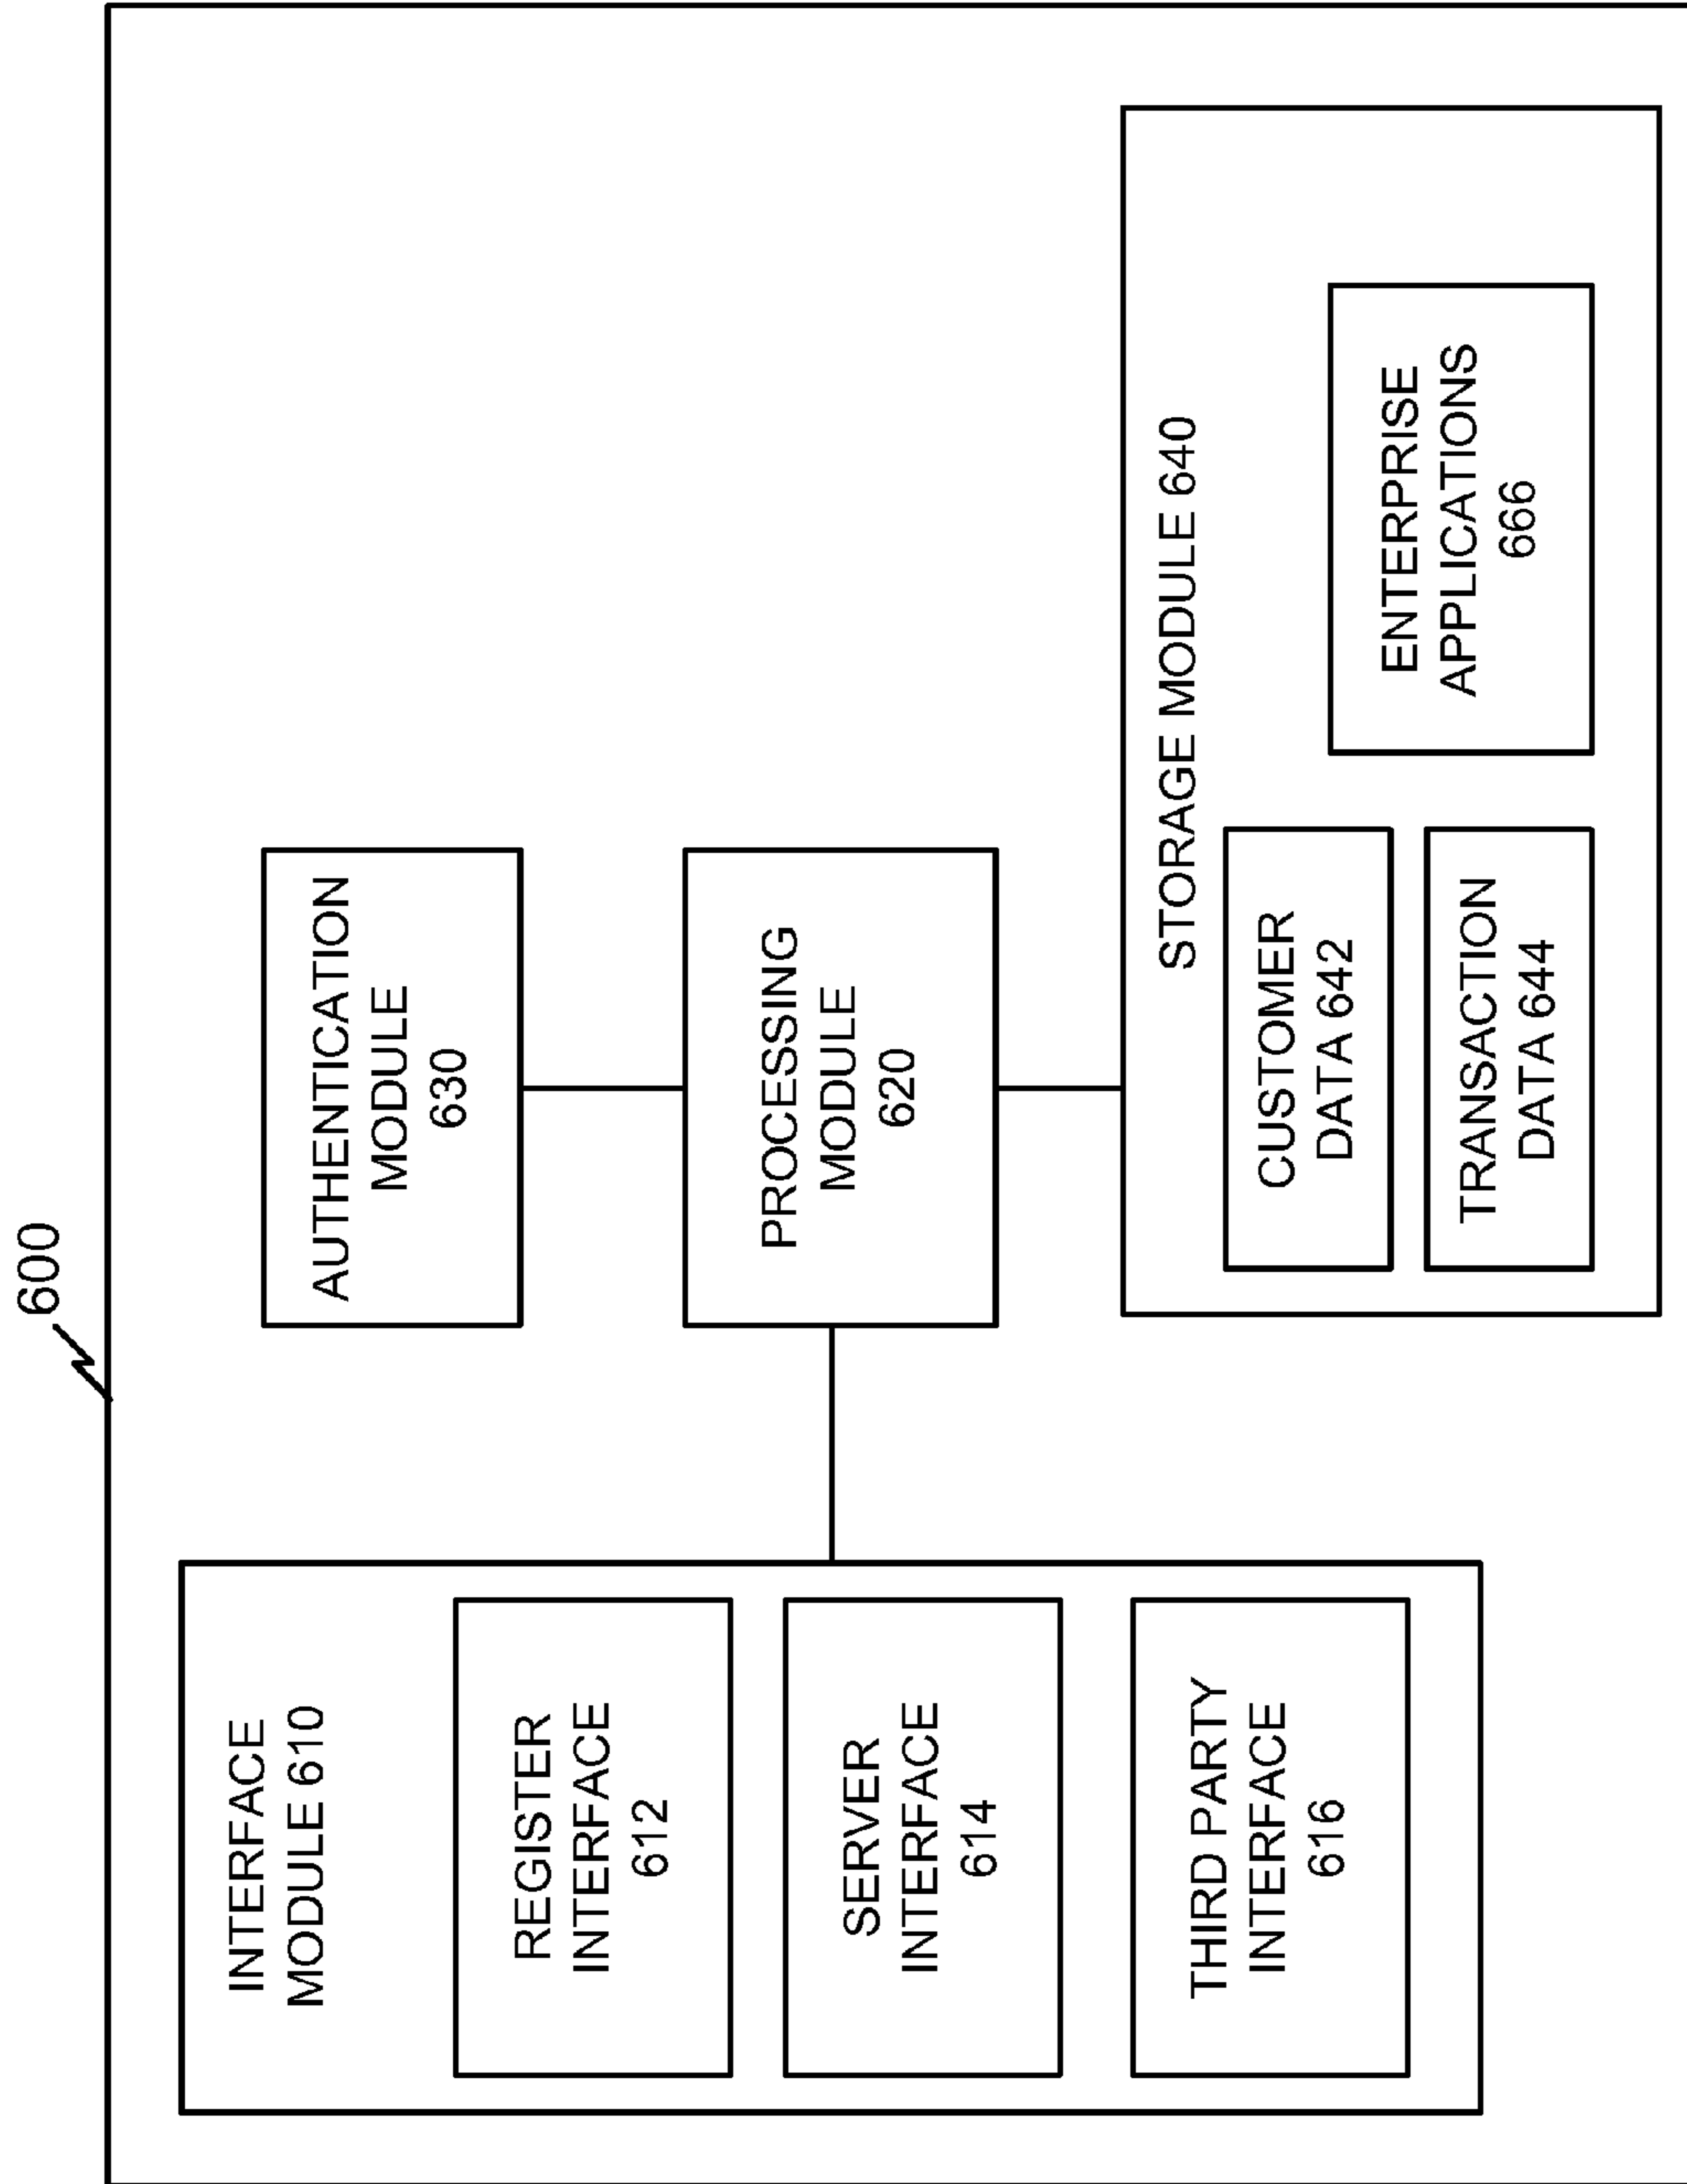 600
INTERFACE
MODULE 610
REGISTER
INTERFACE
612
SERVER
INTERFACE
614
THIRD PARTY
INTERFACE
616
AUTHENTICATION
MODULE
630
PROCESSING
MODULE
620
STORAGE MODULE 640
CUSTOMER
DATA 642
TRANSACTION
DATA 644
ENTERPRISE
APPLICATIONS
666